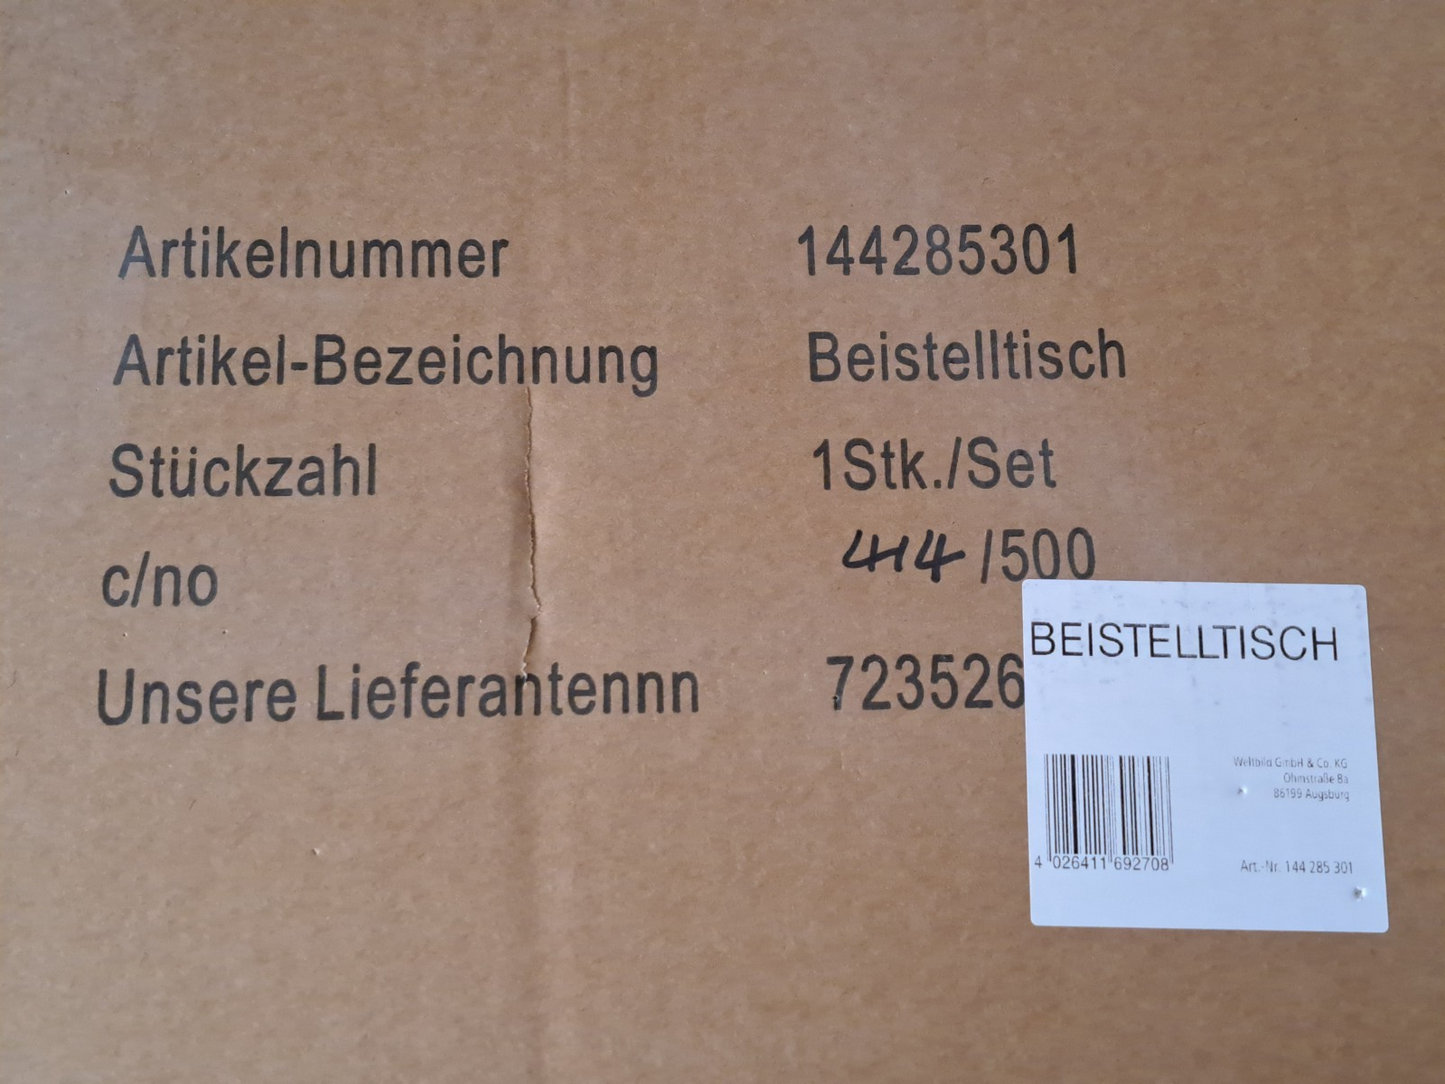 Artikelnummer 144285301
Artikel-Bezeichnung Beistelltisch
Stückzahl 1Stk./Set
c/no 414 /500
Unsere Lieferantennn 723526
BEISTELLTISCH
Weltbild GmbH & Co. KG
Ohmstraße 8a
86199 Augsburg
4 026411 692708
Art.-Nr. 144 285 301